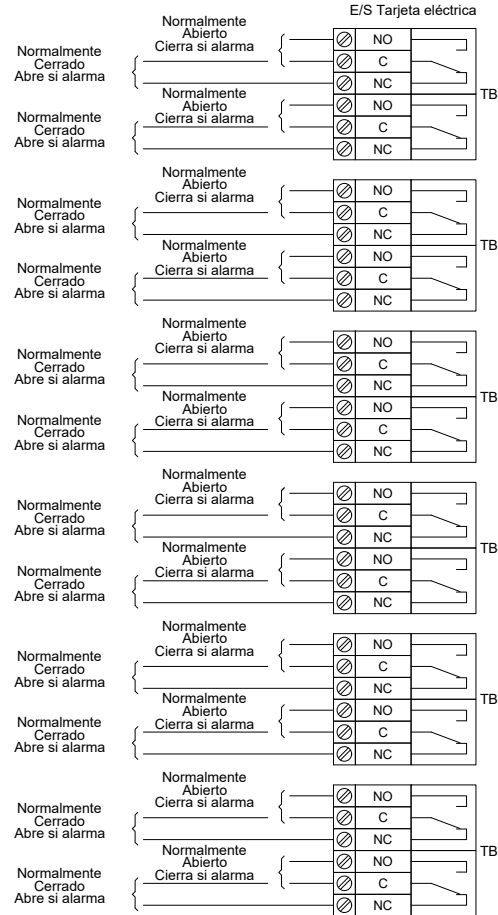 E/S Tarjeta eléctrica
Normalmente
Abierto
Cierra si alarma
NO
Normalmente
Cerrado
Abre si alarma
C
NC
TB
Normalmente
Abierto
Cierra si alarma
NO
Normalmente
Cerrado
Abre si alarma
C
NC
Normalmente
Abierto
Cierra si alarma
NO
Normalmente
Cerrado
Abre si alarma
C
NC
TB
Normalmente
Abierto
Cierra si alarma
NO
Normalmente
Cerrado
Abre si alarma
C
NC
Normalmente
Abierto
Cierra si alarma
NO
Normalmente
Cerrado
Abre si alarma
C
NC
TB
Normalmente
Abierto
Cierra si alarma
NO
Normalmente
Cerrado
Abre si alarma
C
NC
Normalmente
Abierto
Cierra si alarma
NO
Normalmente
Cerrado
Abre si alarma
C
NC
TB
Normalmente
Abierto
Cierra si alarma
NO
Normalmente
Cerrado
Abre si alarma
C
NC
Normalmente
Abierto
Cierra si alarma
NO
Normalmente
Cerrado
Abre si alarma
C
NC
TB
Normalmente
Abierto
Cierra si alarma
NO
Normalmente
Cerrado
Abre si alarma
C
NC
Normalmente
Abierto
Cierra si alarma
NO
Normalmente
Cerrado
Abre si alarma
C
NC
TB
Normalmente
Abierto
Cierra si alarma
NO
Normalmente
Cerrado
Abre si alarma
C
NC